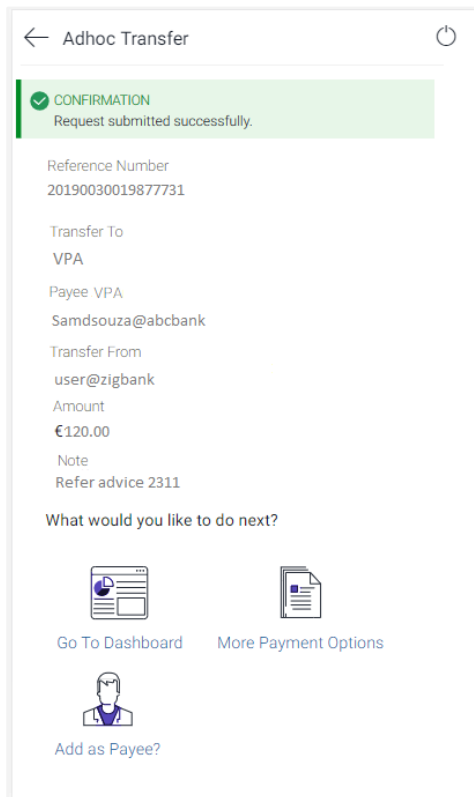 Adhoc Transfer
CONFIRMATION
Request submitted successfully.
Reference Number
20190030019877731
Transfer To
VPA
Payee VPA
Samdsouza@abcbank
Transfer From
user@zigbank
Amount
€120.00
Note
Refer advice 2311
What would you like to do next?
Go To Dashboard More Payment Options
Add as Payee?